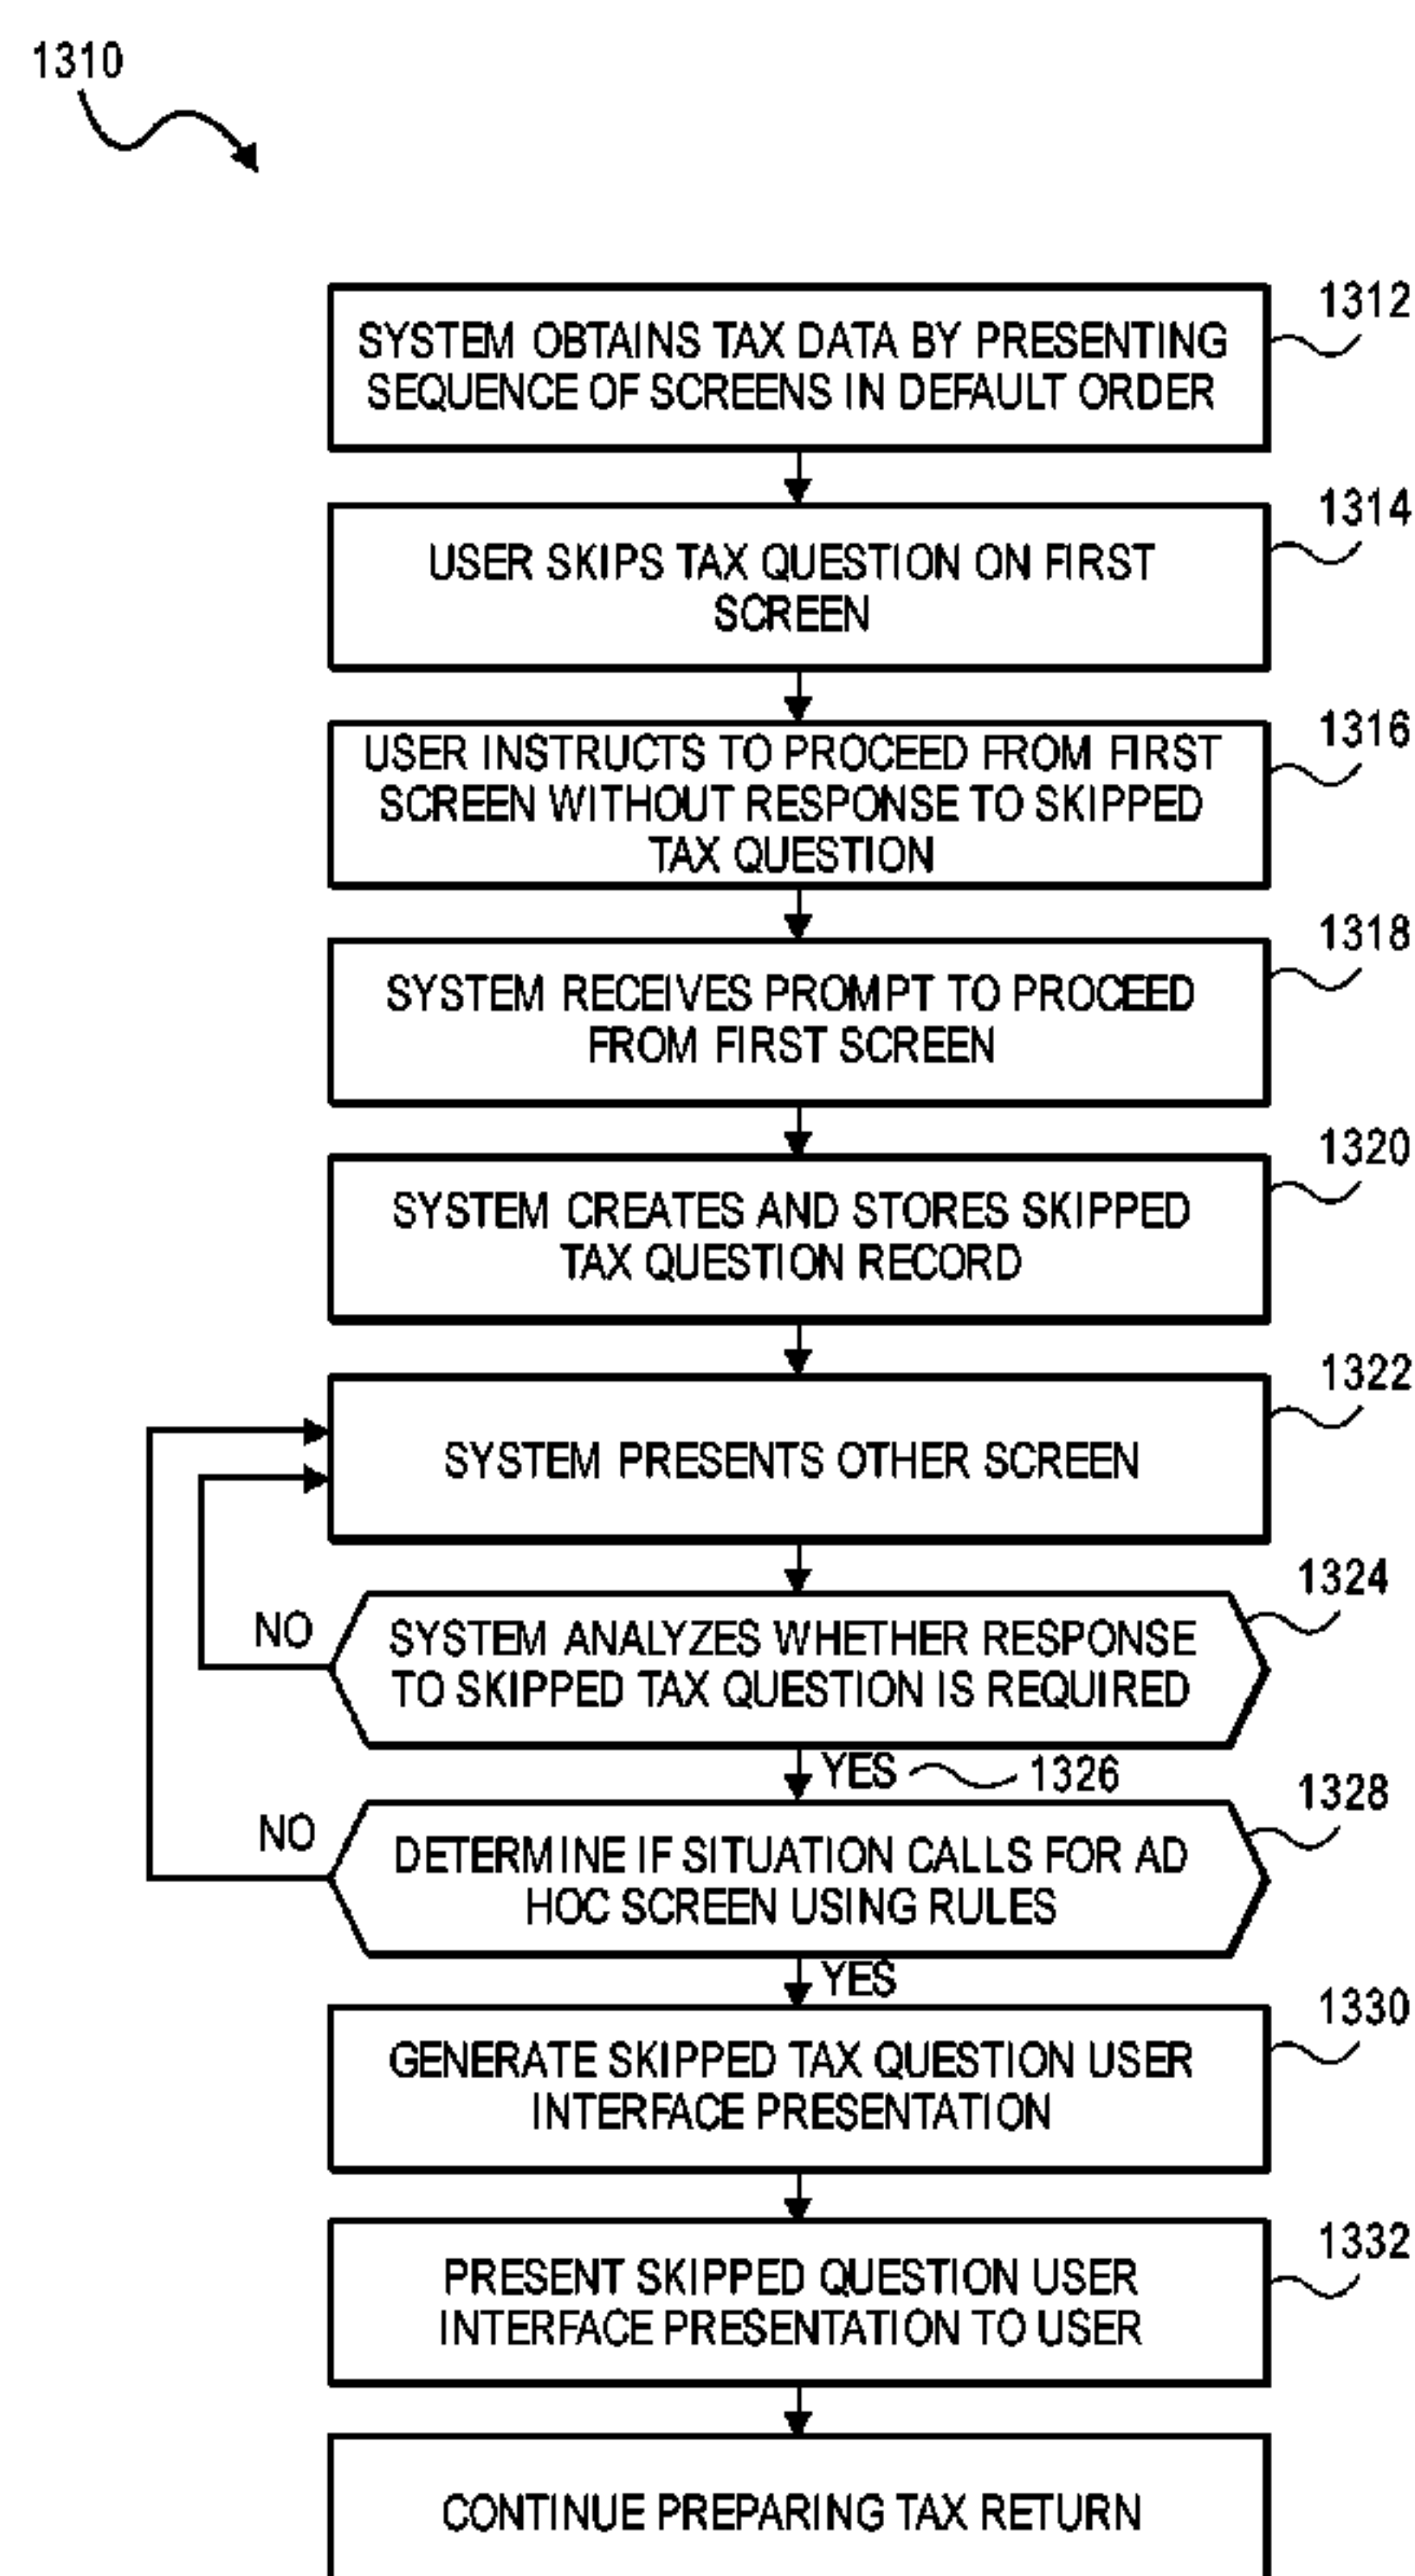 1310
1312
SYSTEM OBTAINS TAX DATA BY PRESENTING
SEQUENCE OF SCREENS IN DEFAULT ORDER
1314
USER SKIPS TAX QUESTION ON FIRST
SCREEN
1316
USER INSTRUCTS TO PROCEED FROM FIRST
SCREEN WITHOUT RESPONSE TO SKIPPED
TAX QUESTION
1318
SYSTEM RECEIVES PROMPT TO PROCEED
FROM FIRST SCREEN
1320
SYSTEM CREATES AND STORES SKIPPED
TAX QUESTION RECORD
1322
SYSTEM PRESENTS OTHER SCREEN
1324
NO
SYSTEM ANALYZES WHETHER RESPONSE
TO SKIPPED TAX QUESTION IS REQUIRED
YES 1326
1328
NO
DETERMINE IF SITUATION CALLS FOR AD
HOC SCREEN USING RULES
YES
1330
GENERATE SKIPPED TAX QUESTION USER
INTERFACE PRESENTATION
1332
PRESENT SKIPPED QUESTION USER
INTERFACE PRESENTATION TO USER
CONTINUE PREPARING TAX RETURN